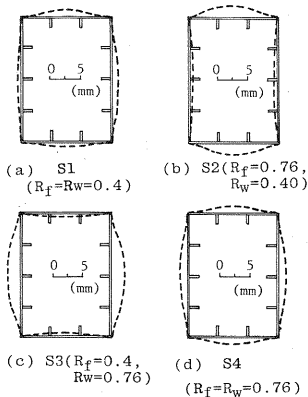 0 5
(mm)
0 5
(mm)
(a) S1
(Rf=Rw=0.4)
(b) S2(Rf=0.76,
Rw=0.40)
0 5
(mm)
0 5
(mm)
(c) S3(Rf=0.4,
Rw=0.76)
(d) S4
(Rf=Rw=0.76)